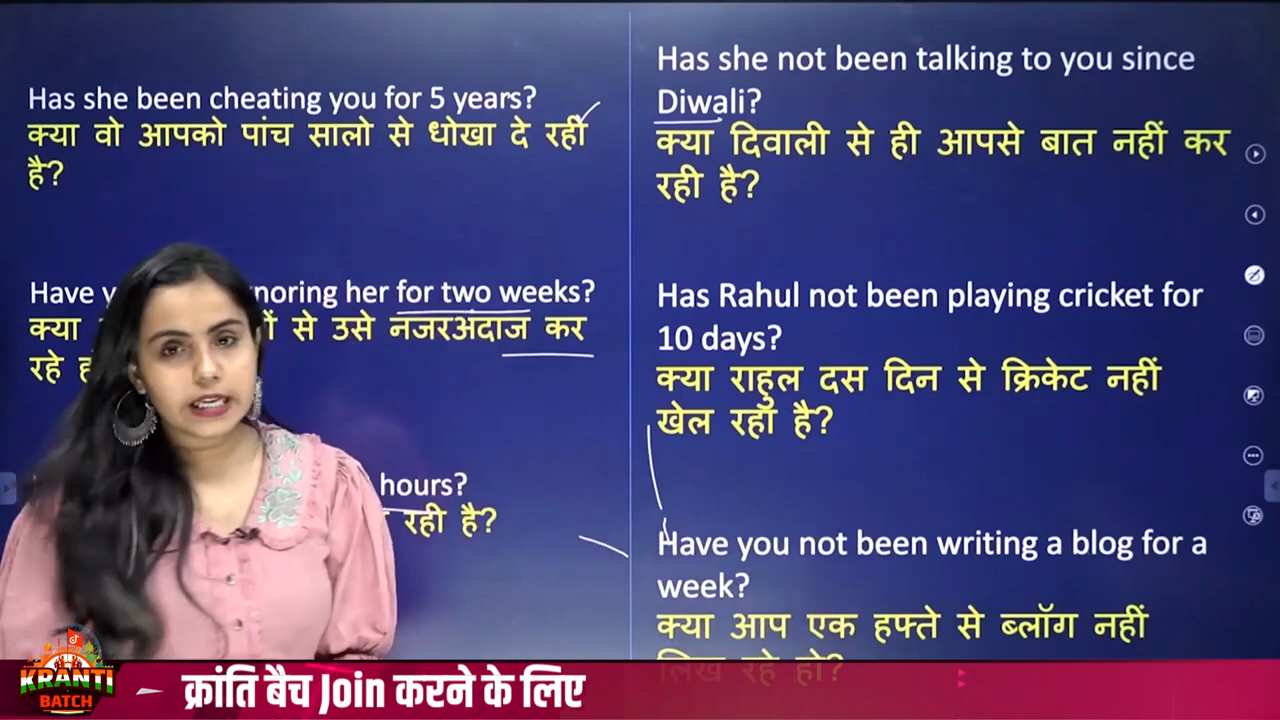 Has she been cheating you for 5 years?
क्या वो आपको पांच सालो से धोखा दे रही
है?
Have noring her for two weeks?
क्या से उसे नजरअंदाज कर
रहे
hours?
रही है?
Has she not been talking to you since
Diwali?
क्या दिवाली से ही आपसे बात नहीं कर
रही है?
Has Rahul not been playing cricket for
10 days?
क्या राहुल दस दिन से क्रिकेट नहीं
खेल रहा है?
Have you not been writing a blog for a
week?
क्या आप एक हफ्ते से ब्लॉग नहीं
लिख रहे हो?
KRANTI
BATCH
क्रांति बैच Join करने के लिए